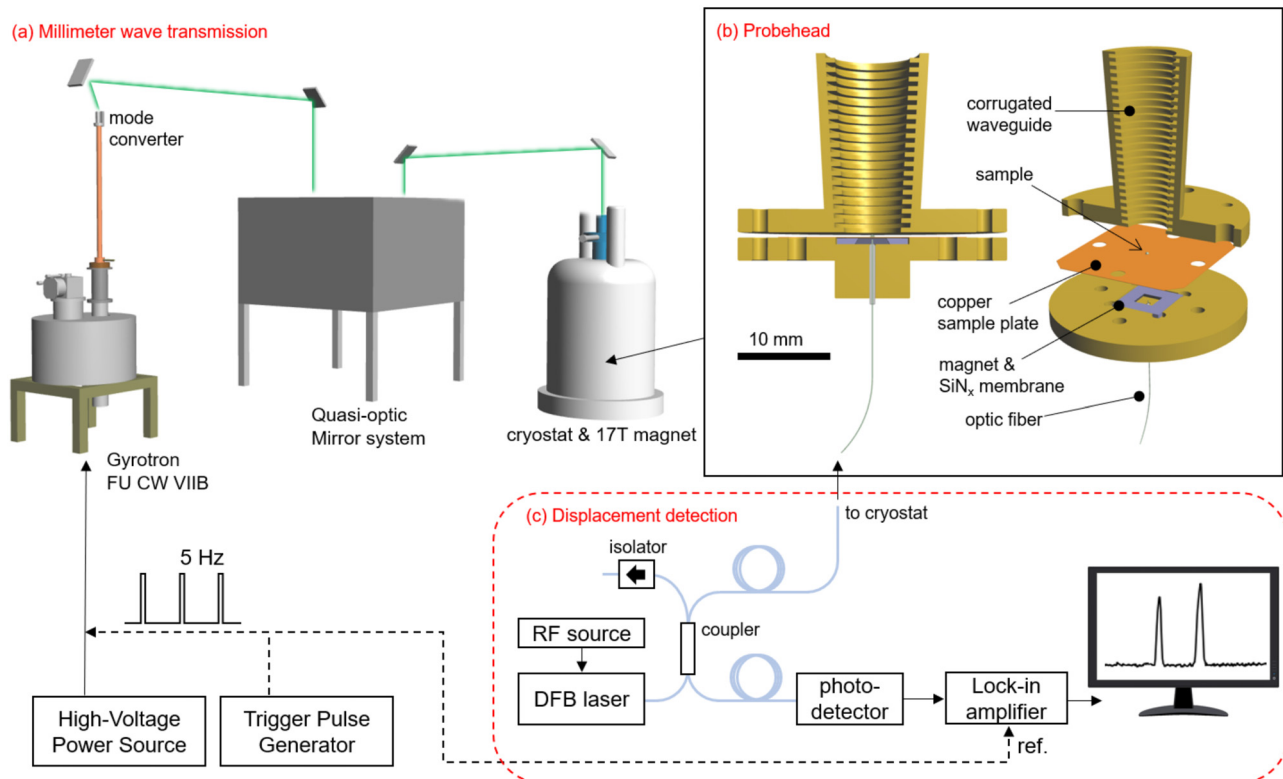 (a) Millimeter wave transmission
mode
converter
Gyrotron
FU CW VIIB
Quasi-optic
Mirror system
cryostat & 17T magnet
5 Hz
High-Voltage
Power Source
Trigger Pulse
Generator
(b) Probehead
corrugated
waveguide
sample
copper
sample plate
magnet &
SiNx membrane
optic fiber
10 mm
(c) Displacement detection
to cryostat
isolator
coupler
RF source
DFB laser
photo-
detector
Lock-in
amplifier
ref.